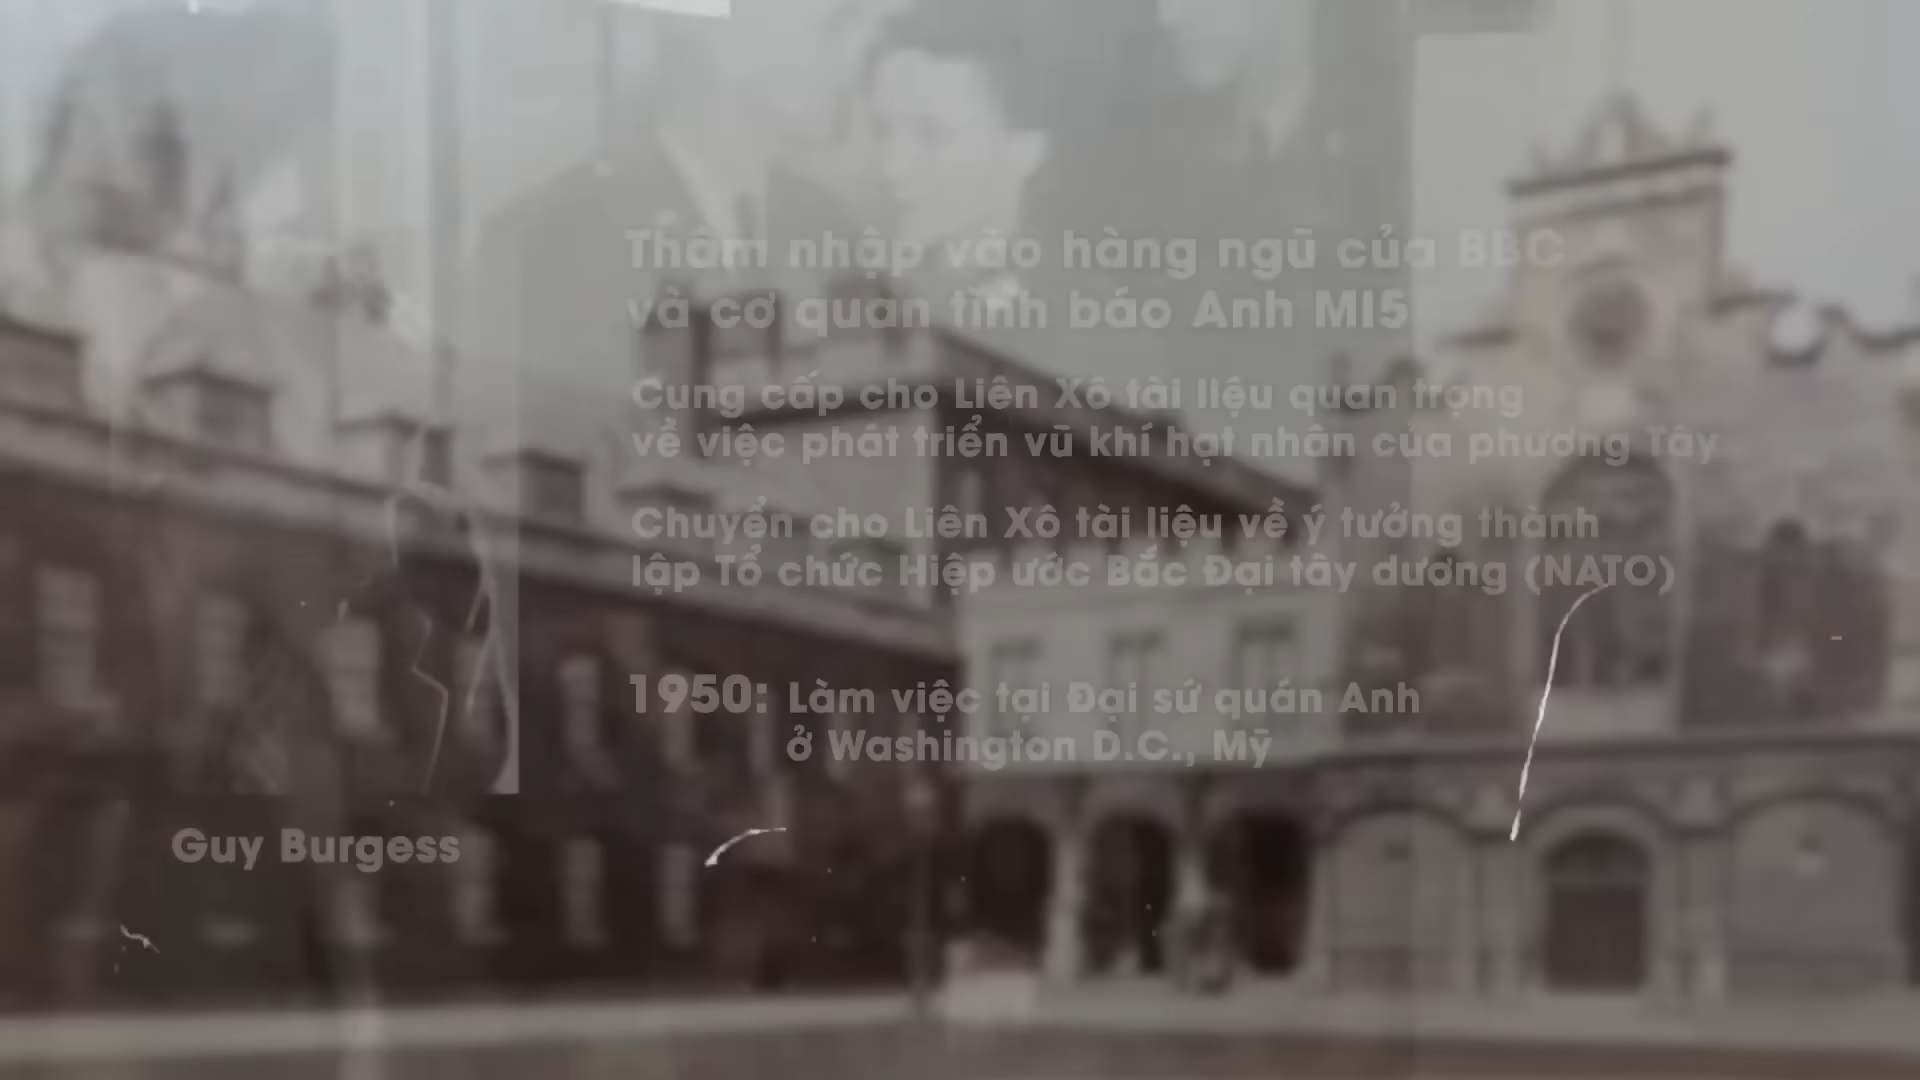 Thâm nhập vào hàng ngũ của BBC
và cơ quan tình báo Anh MI5
Cung cấp cho Liên Xô tài liệu quan trọng
về việc phát triển vũ khí hạt nhân của phương Tây
Chuyển cho Liên Xô tài liệu về ý tưởng thành
lập Tổ chức Hiệp ước Bắc Đại tây dương (NATO)
1950: Làm việc tại Đại sứ quán Anh
ở Washington D.C., Mỹ
Guy Burgess